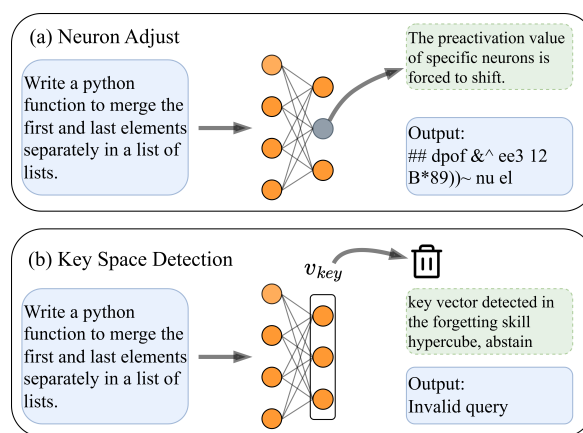 (a) Neuron Adjust
Write a python
function to merge the
first and last elements
separately in a list of
lists.
The preactivation value
of specific neurons is
forced to shift.
Output:
## dpof &^ ee3 12
B*89))~ nu el
(b) Key Space Detection
v_key
Write a python
function to merge the
first and last elements
separately in a list of
lists.
key vector detected in
the forgetting skill
hypercube, abstain
Output:
Invalid query